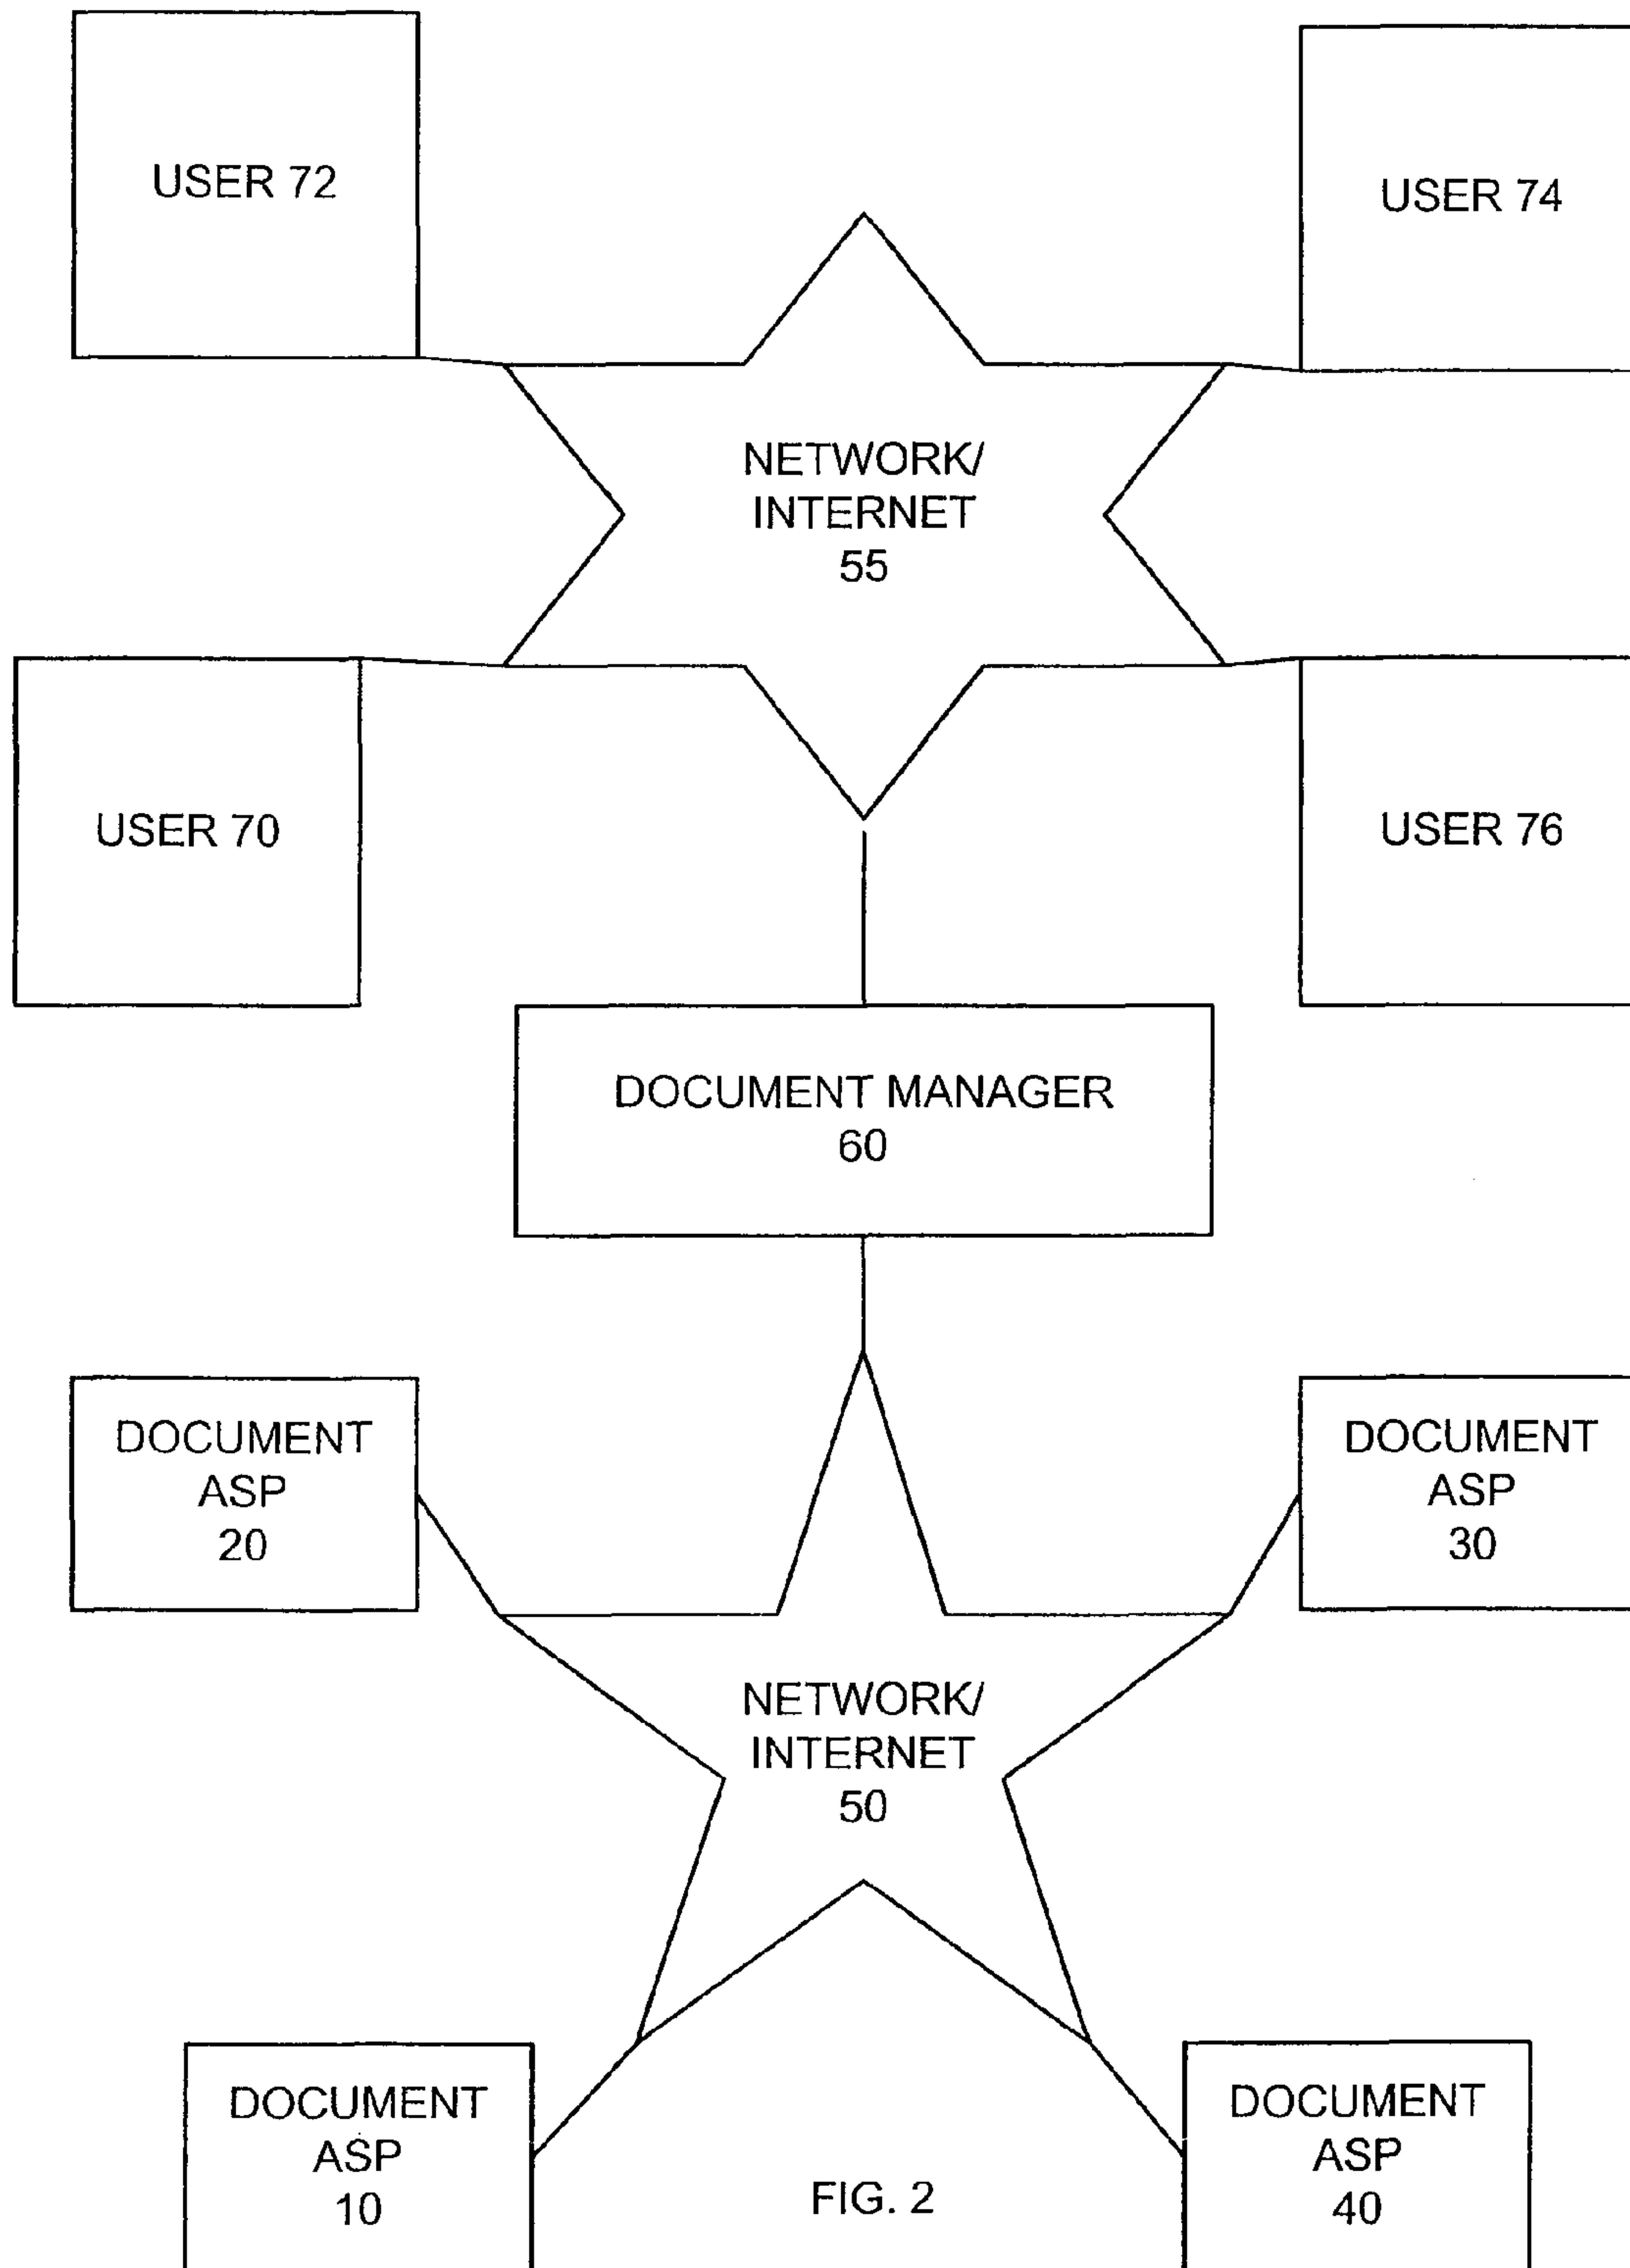 USER 72
USER 74
NETWORK/
INTERNET
55
USER 70
USER 76
DOCUMENT MANAGER
60
DOCUMENT
ASP
20
DOCUMENT
ASP
30
NETWORK/
INTERNET
50
DOCUMENT
ASP
10
DOCUMENT
ASP
40
FIG. 2